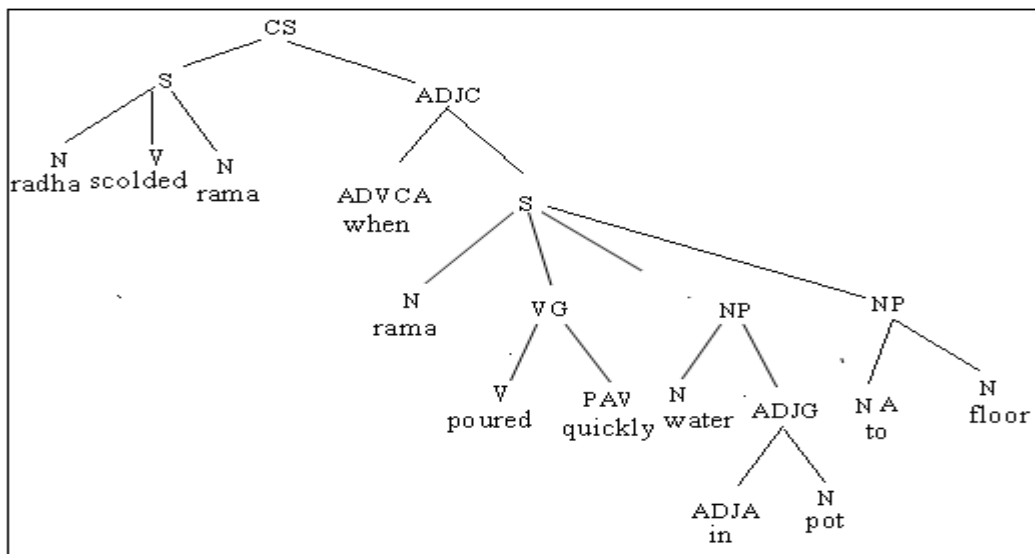 CS
S
ADJC
N V N
radha scolded rama
ADVCA
when
S
N VG NP NP
rama
V PAV N ADJG N A N
poured quickly water to floor
ADJA N
in pot